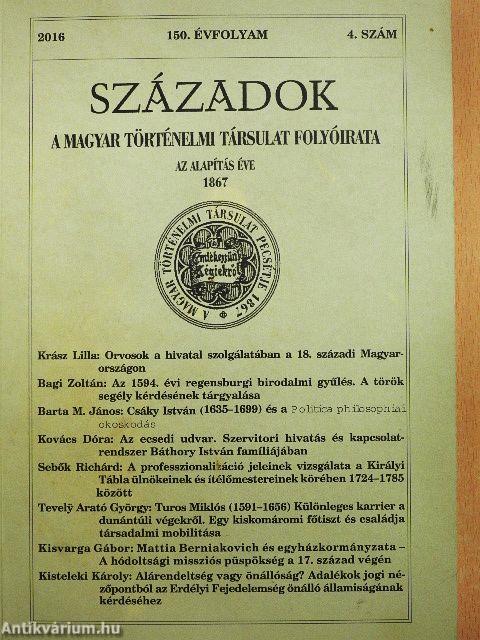 2016 150. ÉVFOLYAM 4. SZÁM
SZÁZADOK
A MAGYAR TÖRTÉNELMI TÁRSULAT FOLYÓIRATA
AZ ALAPÍTÁS ÉVE
1867
A MAGYAR TÖRTÉNELMI TÁRSULAT PECSÉTJE 1867
Emlékezzünk
Régiekről
Krász Lilla: Orvosok a hivatal szolgálatában a 18. századi Magyar-
országon
Bagi Zoltán: Az 1594. évi regensburgi birodalmi gyűlés. A török
segély kérdésének tárgyalása
Barta M. János: Csáky István (1635–1699) és a Politica philosophiai
okoskodás
Kovács Dóra: Az ecsedi udvar. Szervitori hivatás és kapcsolat-
rendszer Báthory István famíliájában
Sebők Richárd: A professzionalizáció jeleinek vizsgálata a Királyi
Tábla ülnökeinek és ítélőmestereinek körében 1724–1785
között
Tevelÿ Arató György: Turos Miklós (1591–1656) Különleges karrier a
dunántúli végekről. Egy kiskomáromi főtiszt és családja
társadalmi mobilitása
Kisvarga Gábor: Mattia Berniakovich és egyházkormányzata –
A hódoltsági missziós püspökség a 17. század végén
Kisteleki Károly: Alárendeltség vagy önállóság? Adalékok jogi né-
zőpontból az Erdélyi Fejedelemség önálló államiságának
kérdéséhez
Antikvárium.hu